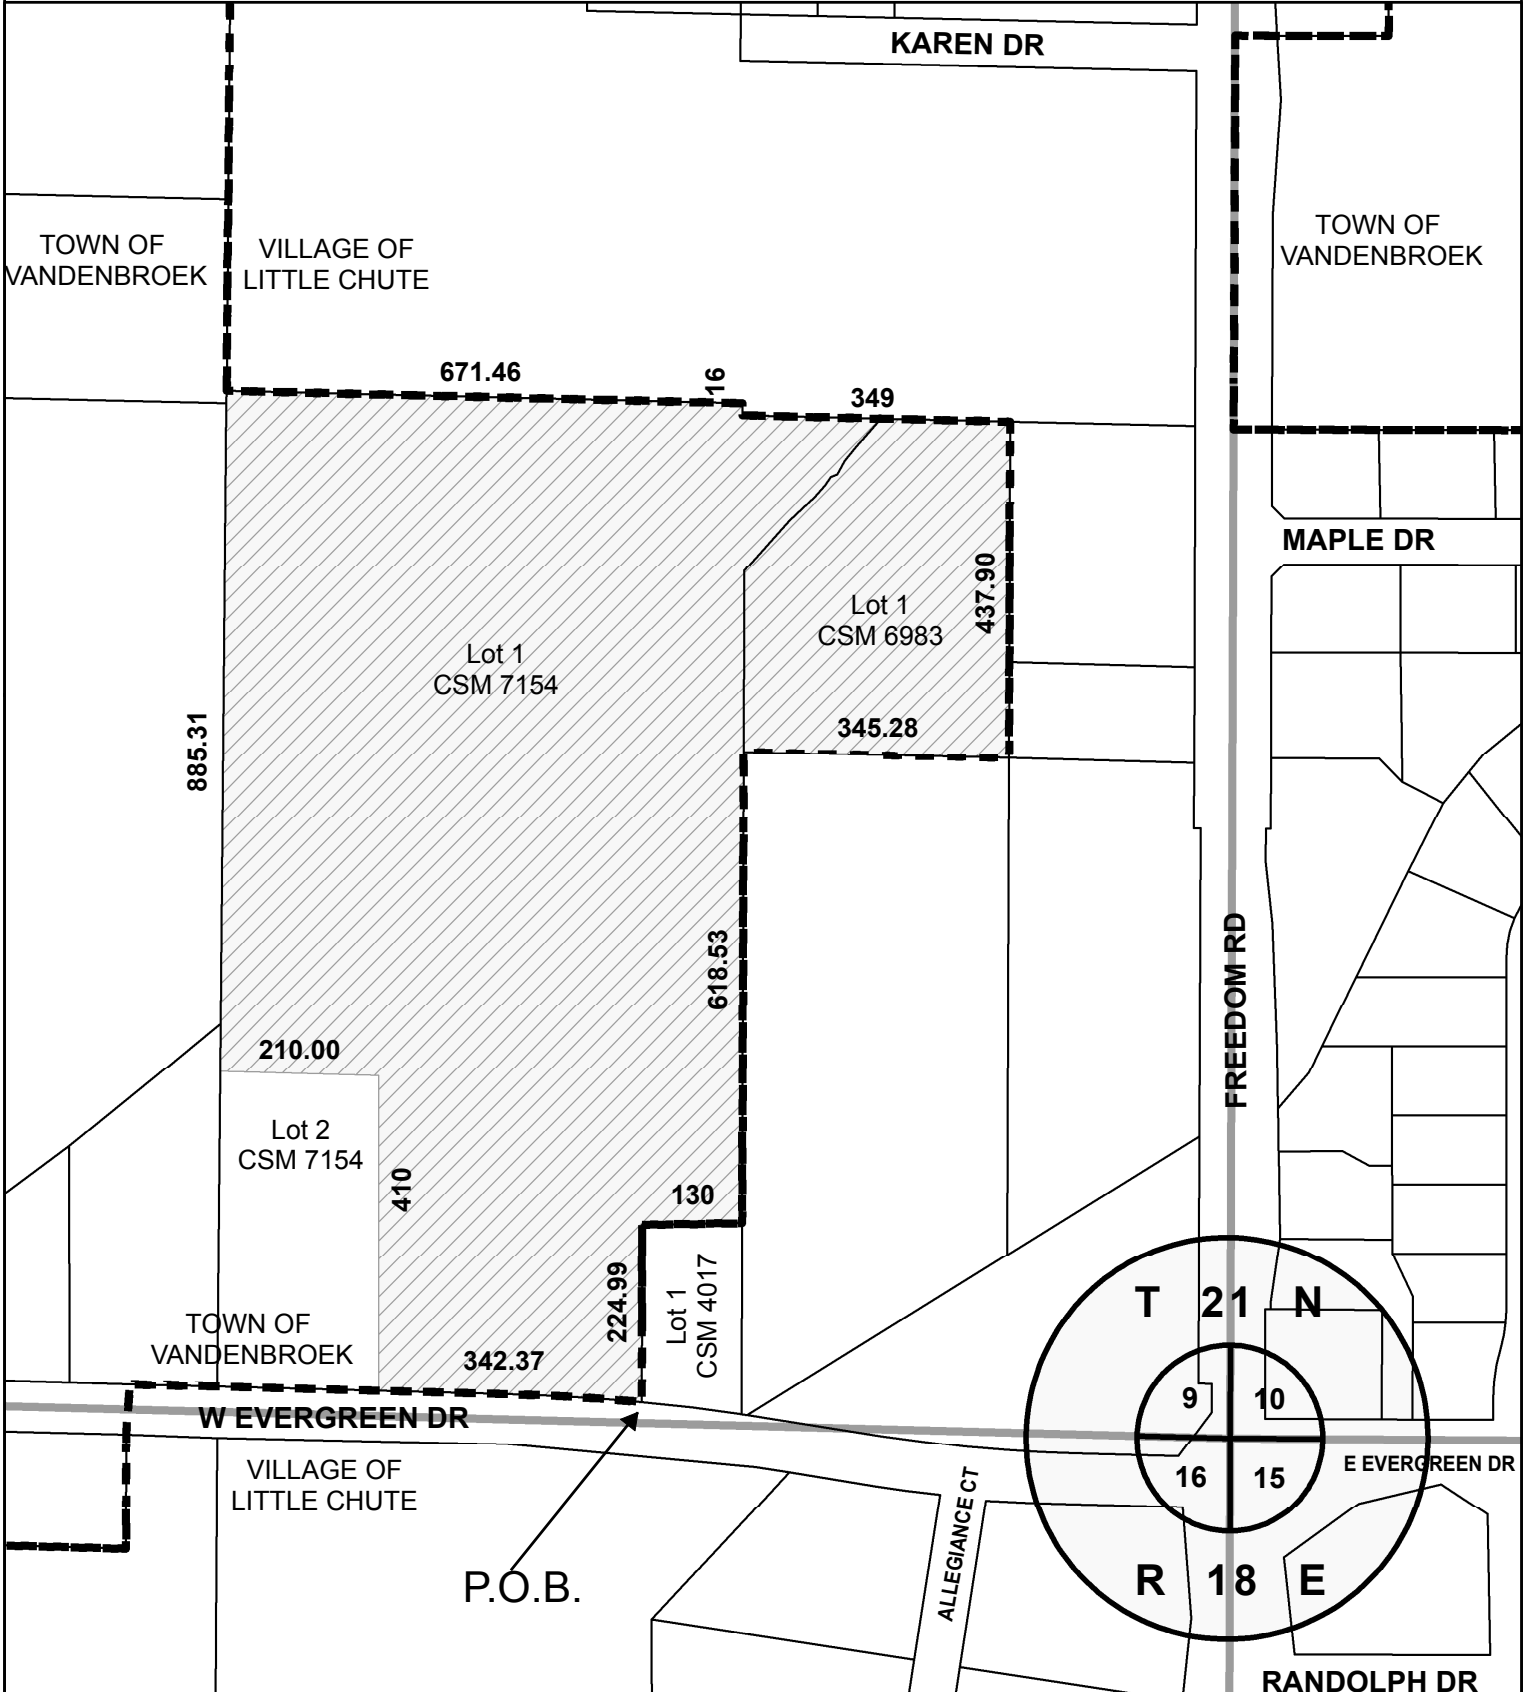 KAREN DR
TOWN OF
VANDENBROEK
VILLAGE OF
LITTLE CHUTE
TOWN OF
VANDENBROEK
671.46
16
349
MAPLE DR
437.90
Lot 1
CSM 6983
Lot 1
CSM 7154
345.28
885.31
618.53
FREEDOM RD
210.00
Lot 2
CSM 7154
410
130
224.99
Lot 1
CSM 4017
TOWN OF
VANDENBROEK
342.37
T 21 N
9 10
W EVERGREEN DR
E EVERGREEN DR
16 15
VILLAGE OF
LITTLE CHUTE
ALLEGIANCE CT
P.O.B.
R 18 E
RANDOLPH DR